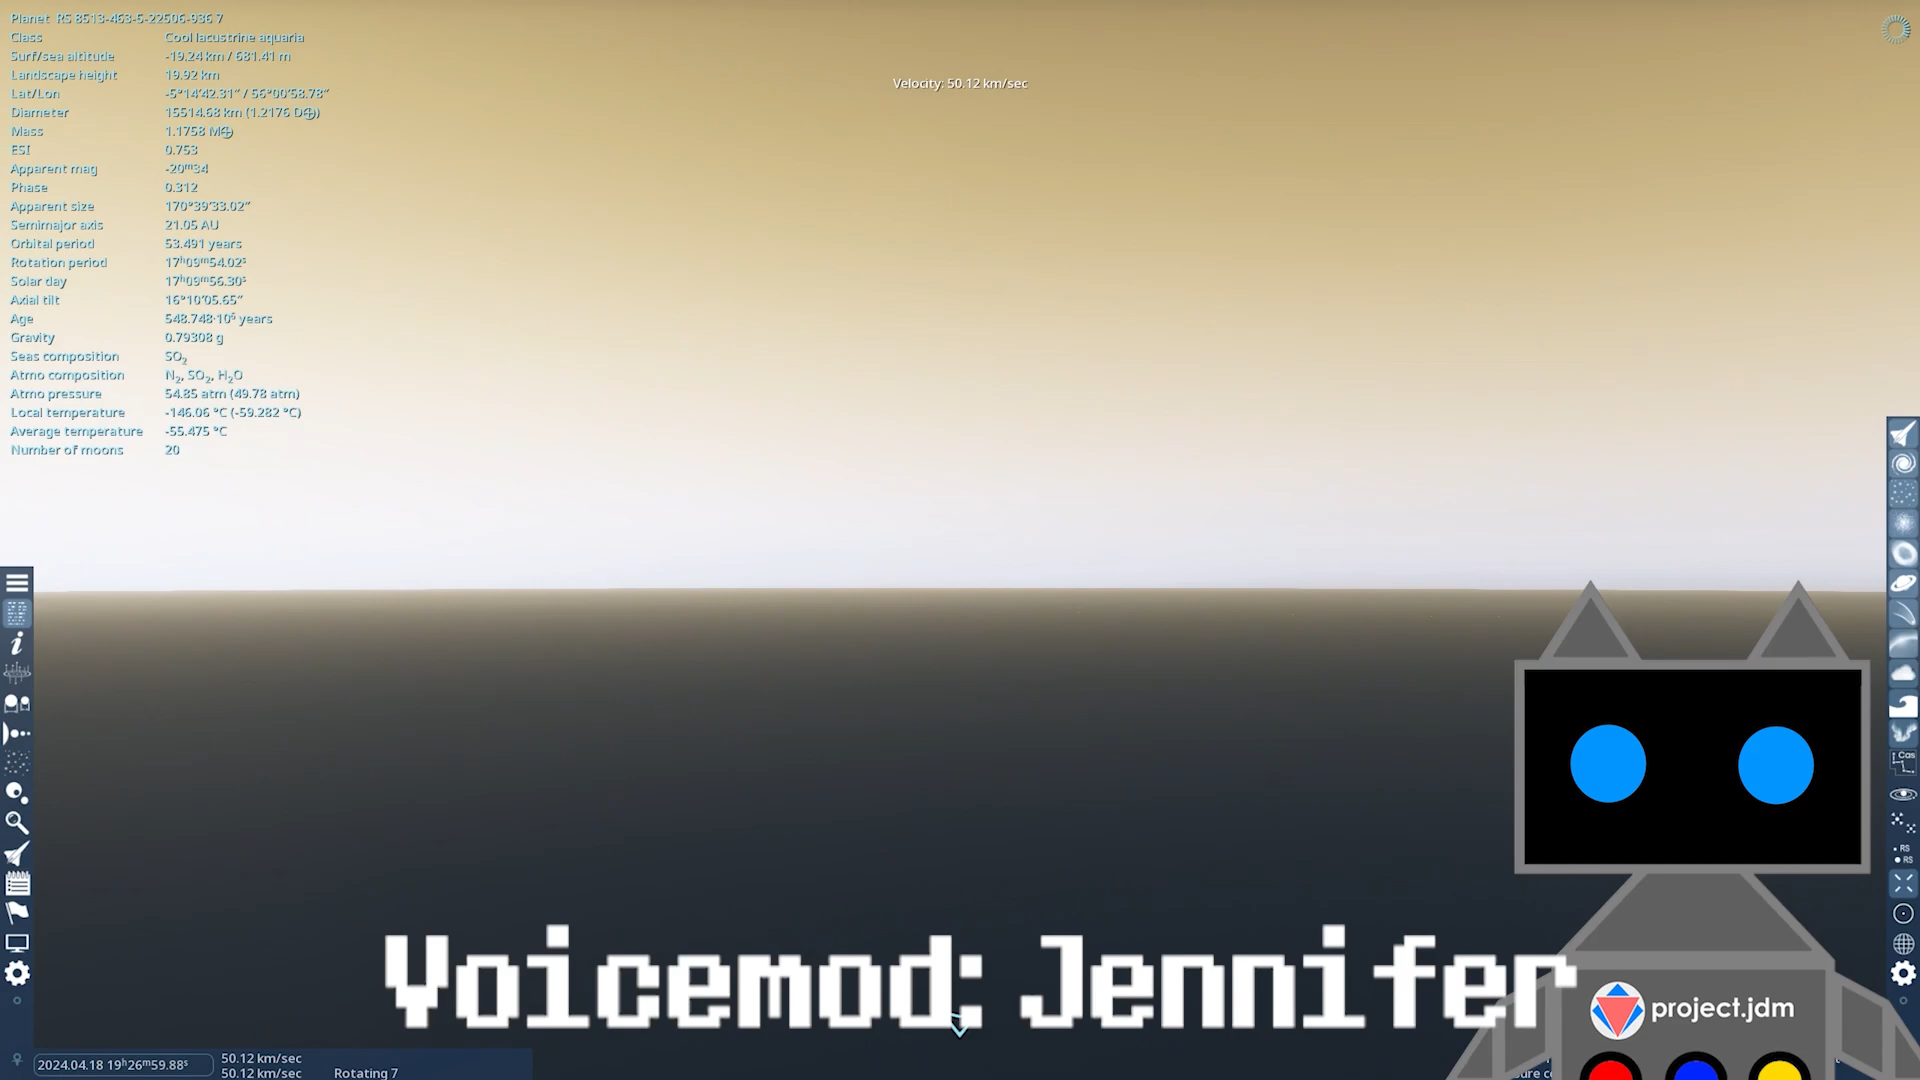 Planet RS 8513-463-5-22506-936 7
Class Cool lacustrine aquaria
Surf/sea altitude -19.24 km / 681.41 m
Landscape height 19.92 km
Lat/Lon -5°14'42.31" / 56°00'58.78"
Diameter 15514.68 km (1.2176 D⊕)
Mass 1.1758 M⊕
ESI 0.753
Apparent mag -20ᵐ34
Phase 0.312
Apparent size 170°39'33.02"
Semimajor axis 21.05 AU
Orbital period 53.491 years
Rotation period 17ʰ09ᵐ54.02ˢ
Solar day 17ʰ09ᵐ56.30ˢ
Axial tilt 16°10'05.65"
Age 548.748·10⁶ years
Gravity 0.79308 g
Seas composition SO₂
Atmo composition N₂, SO₂, H₂O
Atmo pressure 54.85 atm (49.78 atm)
Local temperature -146.06 °C (-59.282 °C)
Average temperature -55.475 °C
Number of moons 20
Velocity: 50.12 km/sec
Cas
RS
RS
Voicemod: Jennifer
project.jdm
2024.04.18 19ʰ26ᵐ59.88ˢ
50.12 km/sec
50.12 km/sec Rotating 7